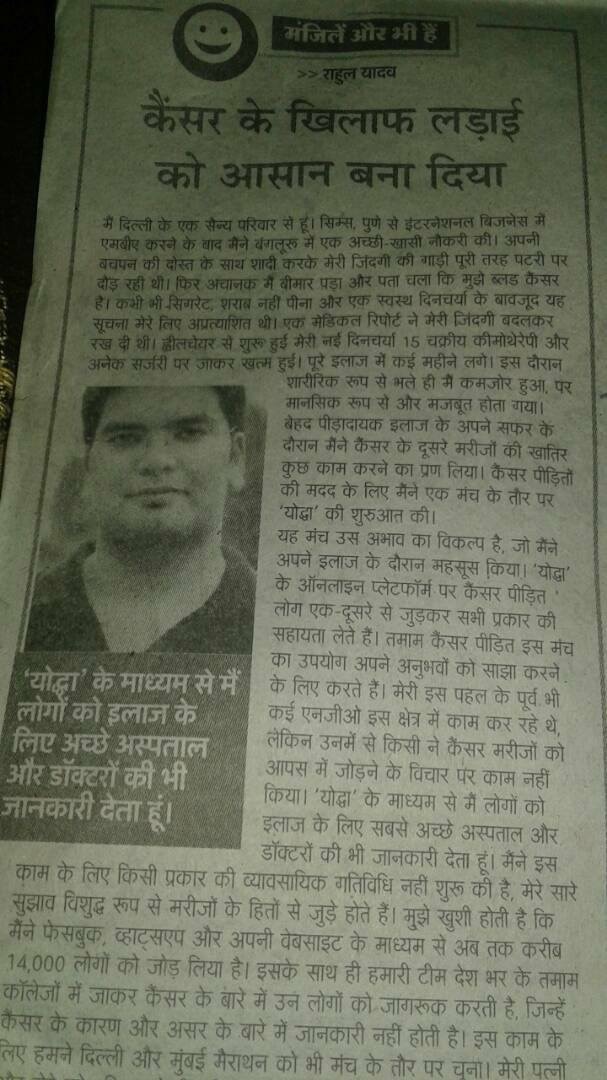 मंजिलें और भी हैं
>> राहुल यादव
कैंसर के खिलाफ लड़ाई
को आसान बना दिया
मैं दिल्ली के एक सैन्य परिवार से हूं। सिम्स, पुणे से इंटरनेशनल बिजनेस में
एमबीए करने के बाद मैंने बंगलूरू में एक अच्छी-खासी नौकरी की। अपनी
बचपन की दोस्त के साथ शादी करके मेरी जिंदगी की गाड़ी पूरी तरह पटरी पर
दौड़ रही थी। फिर अचानक मैं बीमार पड़ा और पता चला कि मुझे ब्लड कैंसर
है। कभी भी सिगरेट, शराब नहीं पीना और एक स्वस्थ दिनचर्या के बावजूद यह
सूचना मेरे लिए अप्रत्याशित थी। एक मेडिकल रिपोर्ट ने मेरी जिंदगी बदलकर
रख दी थी। ह्वीलचेयर से शुरू हुई मेरी नई दिनचर्या 15 चक्रीय कीमोथेरेपी और
अनेक सर्जरी पर जाकर खत्म हुई। पूरे इलाज में कई महीने लगे। इस दौरान
शारीरिक रूप से भले ही मैं कमजोर हुआ, पर
मानसिक रूप से और मजबूत होता गया।
बेहद पीड़ादायक इलाज के अपने सफर के
दौरान मैंने कैंसर के दूसरे मरीजों की खातिर
कुछ काम करने का प्रण लिया। कैंसर पीड़ितों
की मदद के लिए मैंने एक मंच के तौर पर
'योद्धा' की शुरुआत की।
यह मंच उस अभाव का विकल्प है, जो मैंने
अपने इलाज के दौरान महसूस किया। 'योद्धा'
के ऑनलाइन प्लेटफॉर्म पर कैंसर पीड़ित
लोग एक-दूसरे से जुड़कर सभी प्रकार की
सहायता लेते हैं। तमाम कैंसर पीड़ित इस मंच
का उपयोग अपने अनुभवों को साझा करने
के लिए करते हैं। मेरी इस पहल के पूर्व भी
कई एनजीओ इस क्षेत्र में काम कर रहे थे,
लेकिन उनमें से किसी ने कैंसर मरीजों को
आपस में जोड़ने के विचार पर काम नहीं
किया। 'योद्धा' के माध्यम से मैं लोगों को
इलाज के लिए सबसे अच्छे अस्पताल और
डॉक्टरों की भी जानकारी देता हूं। मैंने इस
'योद्धा' के माध्यम से मैं
लोगों को इलाज के
लिए अच्छे अस्पताल
और डॉक्टरों की भी
जानकारी देता हूं।
काम के लिए किसी प्रकार की व्यावसायिक गतिविधि नहीं शुरू की है, मेरे सारे
सुझाव विशुद्ध रूप से मरीजों के हितों से जुड़े होते हैं। मुझे खुशी होती है कि
मैंने फेसबुक, व्हाट्सएप और अपनी वेबसाइट के माध्यम से अब तक करीब
14,000 लोगों को जोड़ लिया है। इसके साथ ही हमारी टीम देश भर के तमाम
कॉलेजों में जाकर कैंसर के बारे में उन लोगों को जागरूक करती है, जिन्हें
कैंसर के कारण और असर के बारे में जानकारी नहीं होती है। इस काम के
लिए हमने दिल्ली और मुंबई मैराथन को भी मंच के तौर पर चुना। मेरी पत्नी